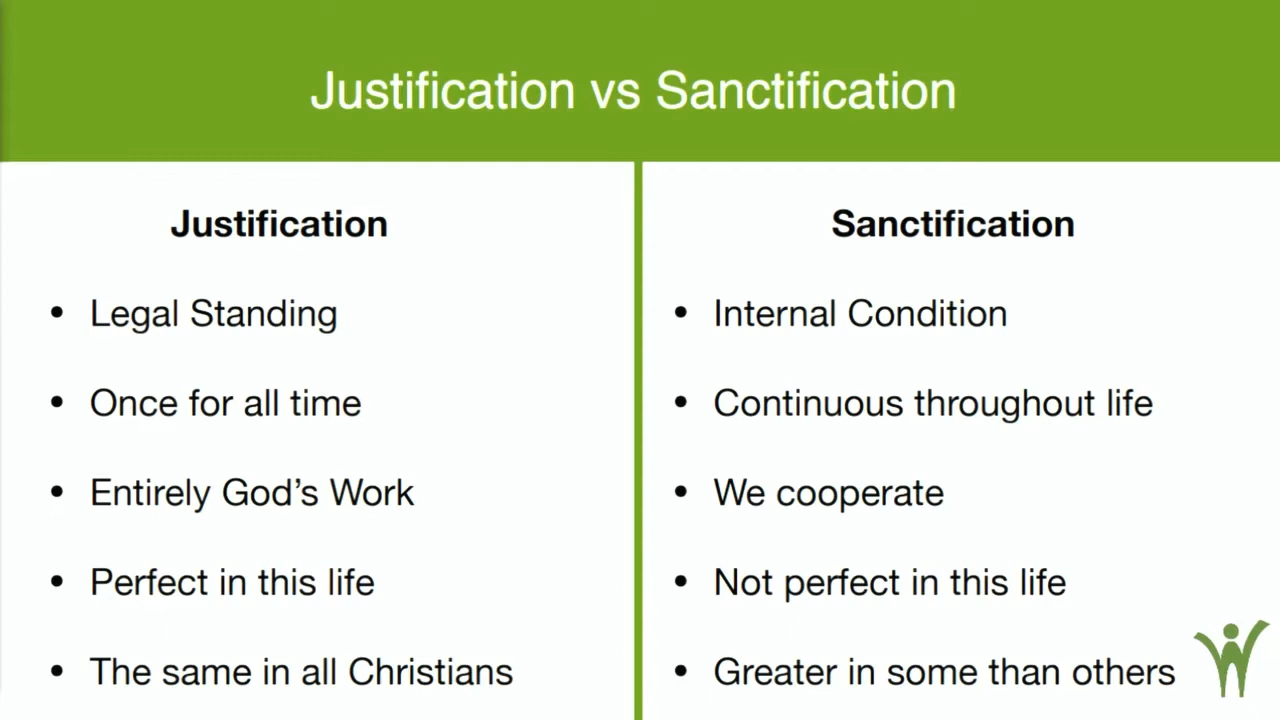 Justification vs Sanctification
Justification
• Legal Standing
• Once for all time
• Entirely God’s Work
• Perfect in this life
• The same in all Christians
Sanctification
• Internal Condition
• Continuous throughout life
• We cooperate
• Not perfect in this life
• Greater in some than others